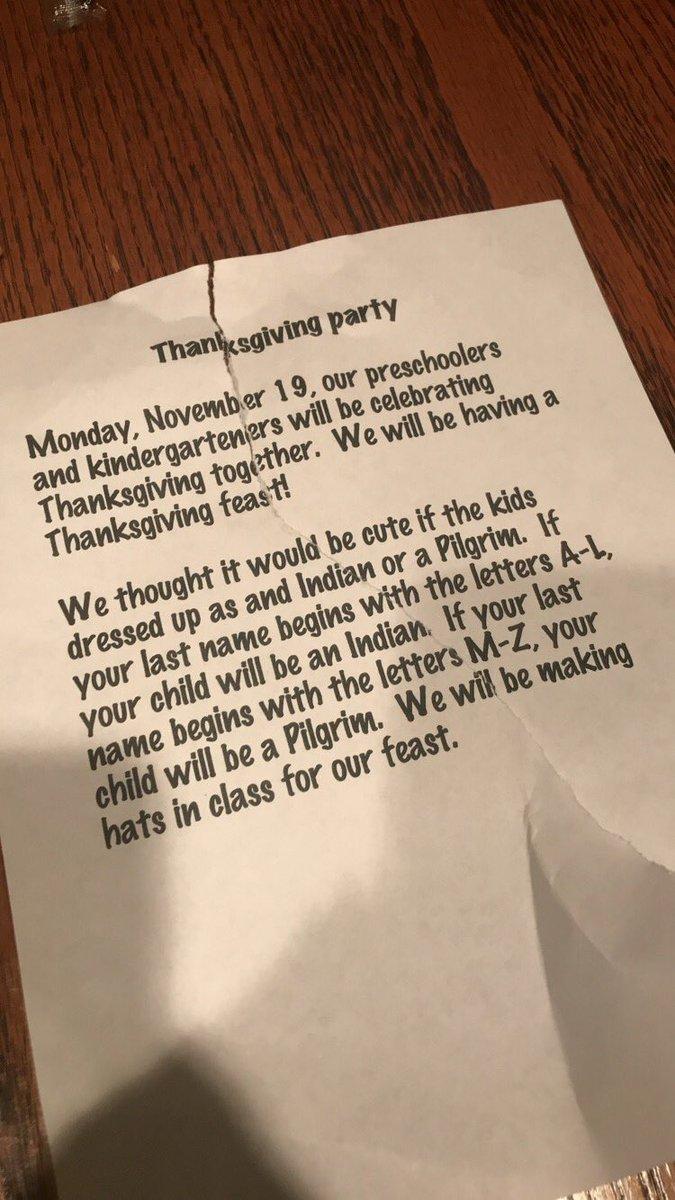 Thanksgiving party
Monday, November 19, our preschoolers
and kindergarteners will be celebrating
Thanksgiving together. We will be having a
Thanksgiving feast!
We thought it would be cute if the kids
dressed up as and Indian or a Pilgrim. If
your last name begins with the letters A-L,
your child will be an Indian. If your last
name begins with the letters M-Z, your
child will be a Pilgrim. We will be making
hats in class for our feast.